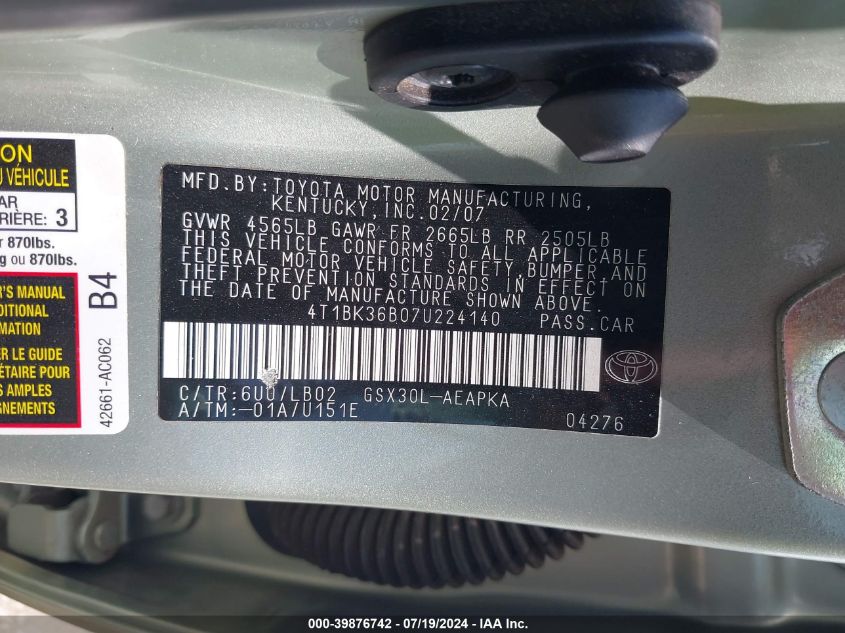 ON
U VÉHICULE
AR
RIÈRE: 3
r 870lbs.
g ou 870lbs.
R'S MANUAL
DITIONAL
TION
ER LE GUIDE
ÉTAIRE POUR
S AMPLES
GNEMENTS
42661-AC062
B4
MFD.BY:TOYOTA MOTOR MANUFACTURING,
KENTUCKY, INC. 02/07
GVWR 4565LB GAWR FR 2665LB RR 2505LB
THIS VEHICLE CONFORMS TO ALL APPLICABLE
FEDERAL MOTOR VEHICLE SAFETY, BUMPER AND
THEFT PREVENTION STANDARDS IN EFFECT ON
THE DATE OF MANUFACTURE SHOWN ABOVE.
4T1BK36B07U224140 PASS.CAR
C/TR:6U0/LB02 GSX30L-AEAPKA
A/TM:-01A/U151E 04276
TOYOTA
000-39876742 / 07/19/2024 - IAA Inc.